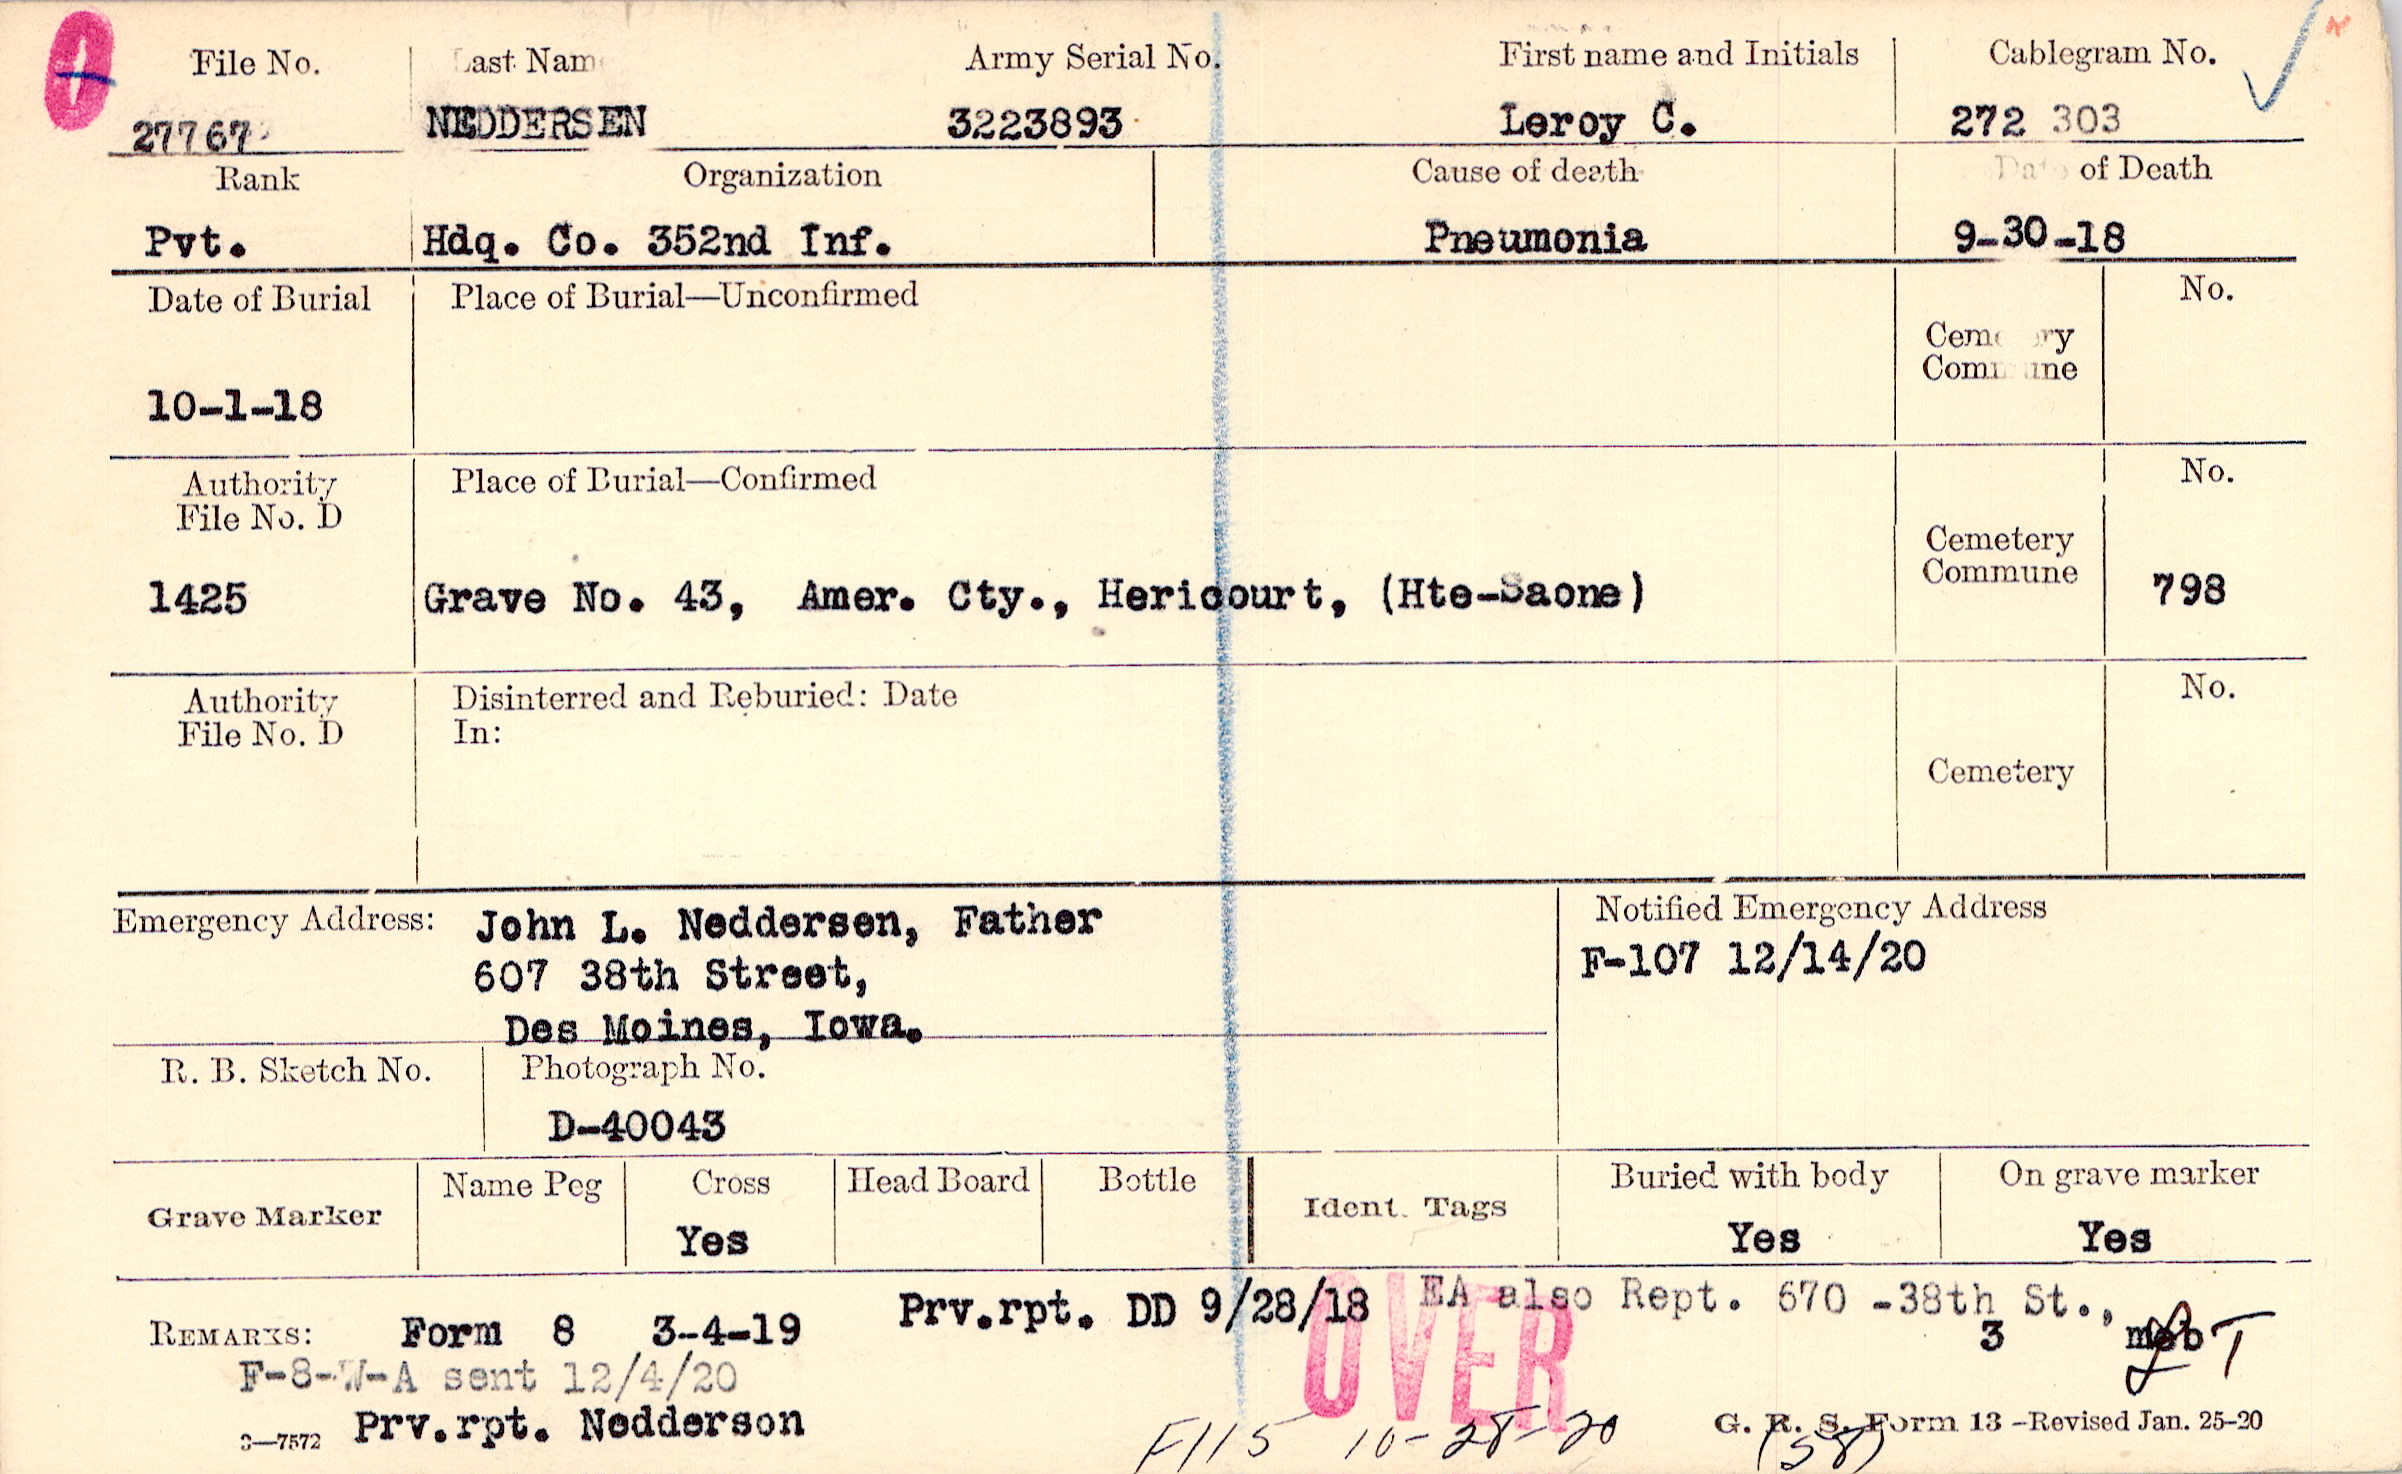 File No. Last Nam Army Serial No. First name and Initials Cablegram No.
27767 NEDDERSEN 3223893 Leroy C. 272 303
Rank Organization Cause of death Date of Death
Pvt. Hdq. Co. 352nd Inf. Pneumonia 9-30-18
Date of Burial Place of Burial—Unconfirmed No.
Cemetery
Commune
10-1-18
Authority Place of Burial—Confirmed No.
File No. D
Cemetery
Commune
1425 Grave No. 43, Amer. Cty., Hericourt, (Hte-Saone) 798
Authority Disinterred and Reburied: Date No.
File No. D In:
Cemetery
Emergency Address: John L. Neddersen, Father Notified Emergency Address
607 38th Street, F-107 12/14/20
Des Moines, Iowa.
R. B. Sketch No. Photograph No.
D-40043
Grave Marker Name Peg Cross Head Board Bottle Ident. Tags Buried with body On grave marker
Yes Yes Yes
Prv.rpt. DD 9/28/18 EA also Rept. 670 -38th St.,
REMARKS: Form 8 3-4-19 OVER 3
F-8-W-A sent 12/4/20
3—7572 Prv.rpt. Nedderson G. R. S. Form 13 -Revised Jan. 25-20
F115 10-28-20 (58)